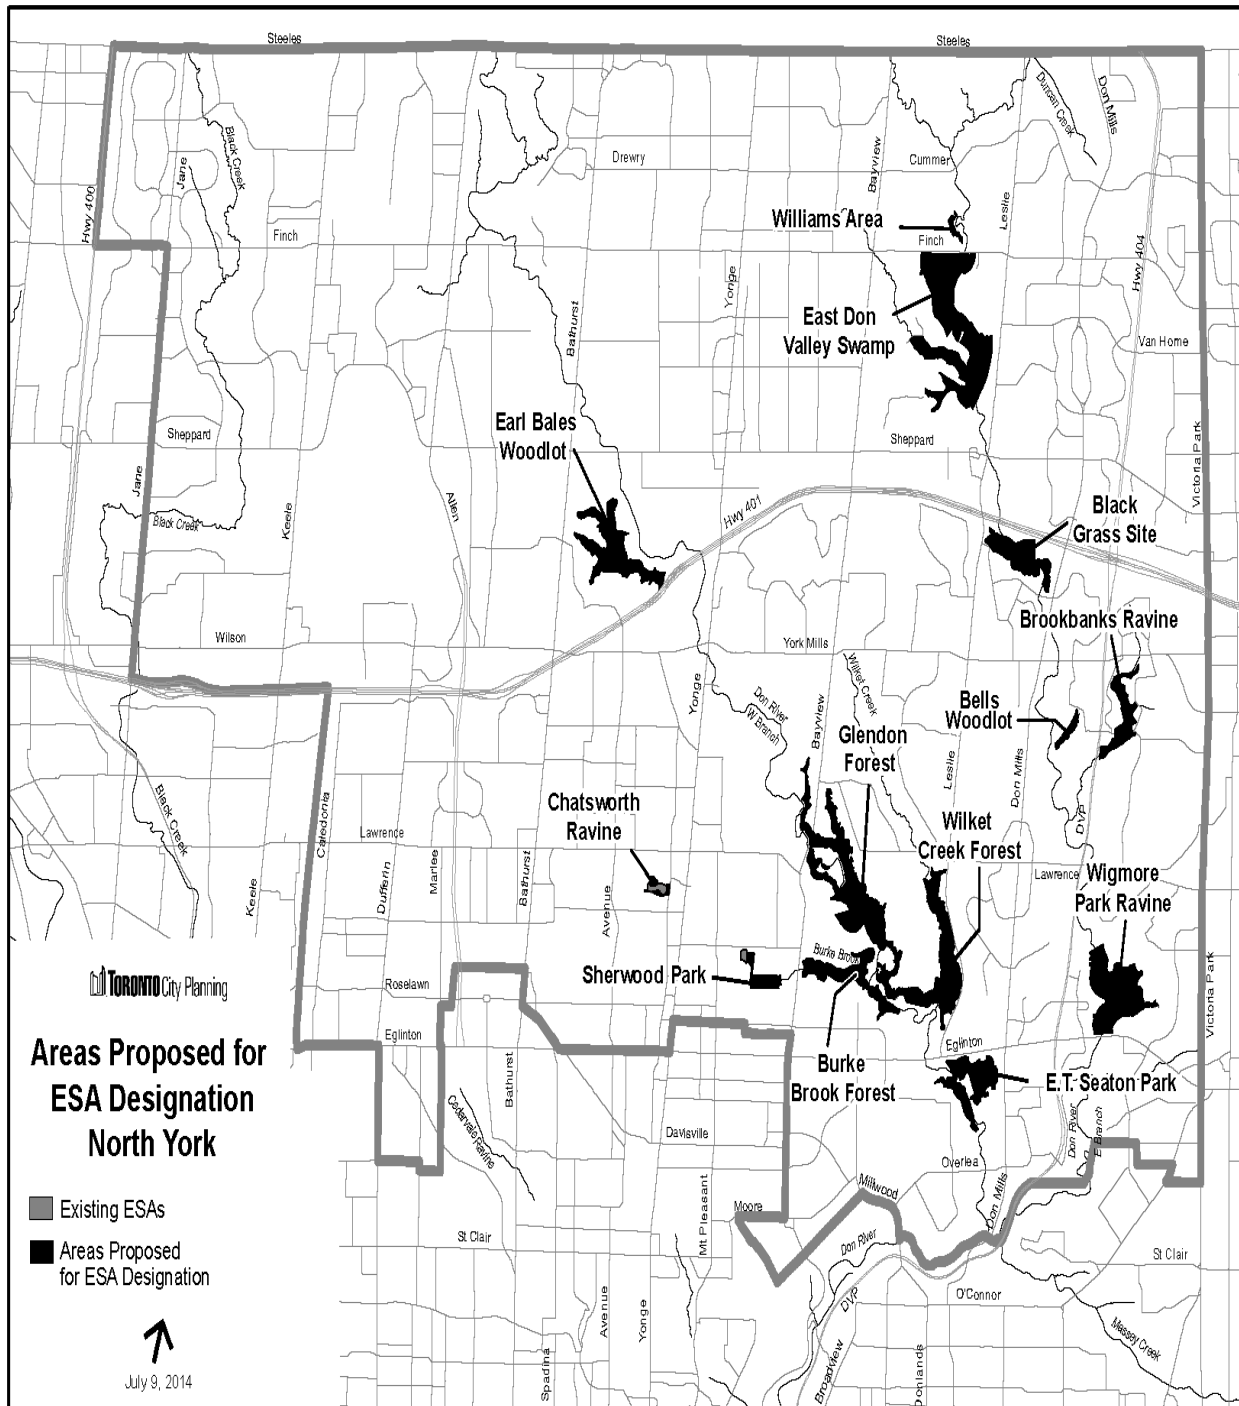 Steeles
Steeles
Hwy 400
Jane
Black Creek
Drewry
Bayview
Cummer
Duncan Creek
Don Mills
Finch
Williams Area
Finch
Leslie
Hwy 404
Yonge
Bathurst
East Don
Valley Swamp
Van Horne
Earl Bales
Woodlot
Sheppard
Sheppard
Jane
Black Creek
Keele
Allen
Hwy 401
Victoria Park
Black
Grass Site
Brookbanks Ravine
Wilson
York Mills
Wilket Creek
Yonge
Don River
W Branch
Bayview
Glendon
Forest
Bells
Woodlot
Leslie
Don Mills
DVP
Black Creek
Caledonia
Chatsworth
Ravine
Lawrence
Wilket
Creek Forest
Lawrence
Wigmore
Park Ravine
Keele
Dufferin
Marlee
Bathurst
Avenue
Burke Brook
Sherwood Park
Victoria Park
TORONTO City Planning
Roselawn
Eglinton
Eglinton
Areas Proposed for
ESA Designation
North York
Bathurst
Cedarvale Ravine
Burke
Brook Forest
E.T. Seaton Park
Davisville
Don River
E Branch
Overlea
Existing ESAs
Areas Proposed
for ESA Designation
Mt Pleasant
Moore
Millwood
Don Mills
St Clair
Don River
St Clair
DVP
O'Connor
Massey Creek
Avenue
Yonge
Spadina
Broadview
Donlands
July 9, 2014